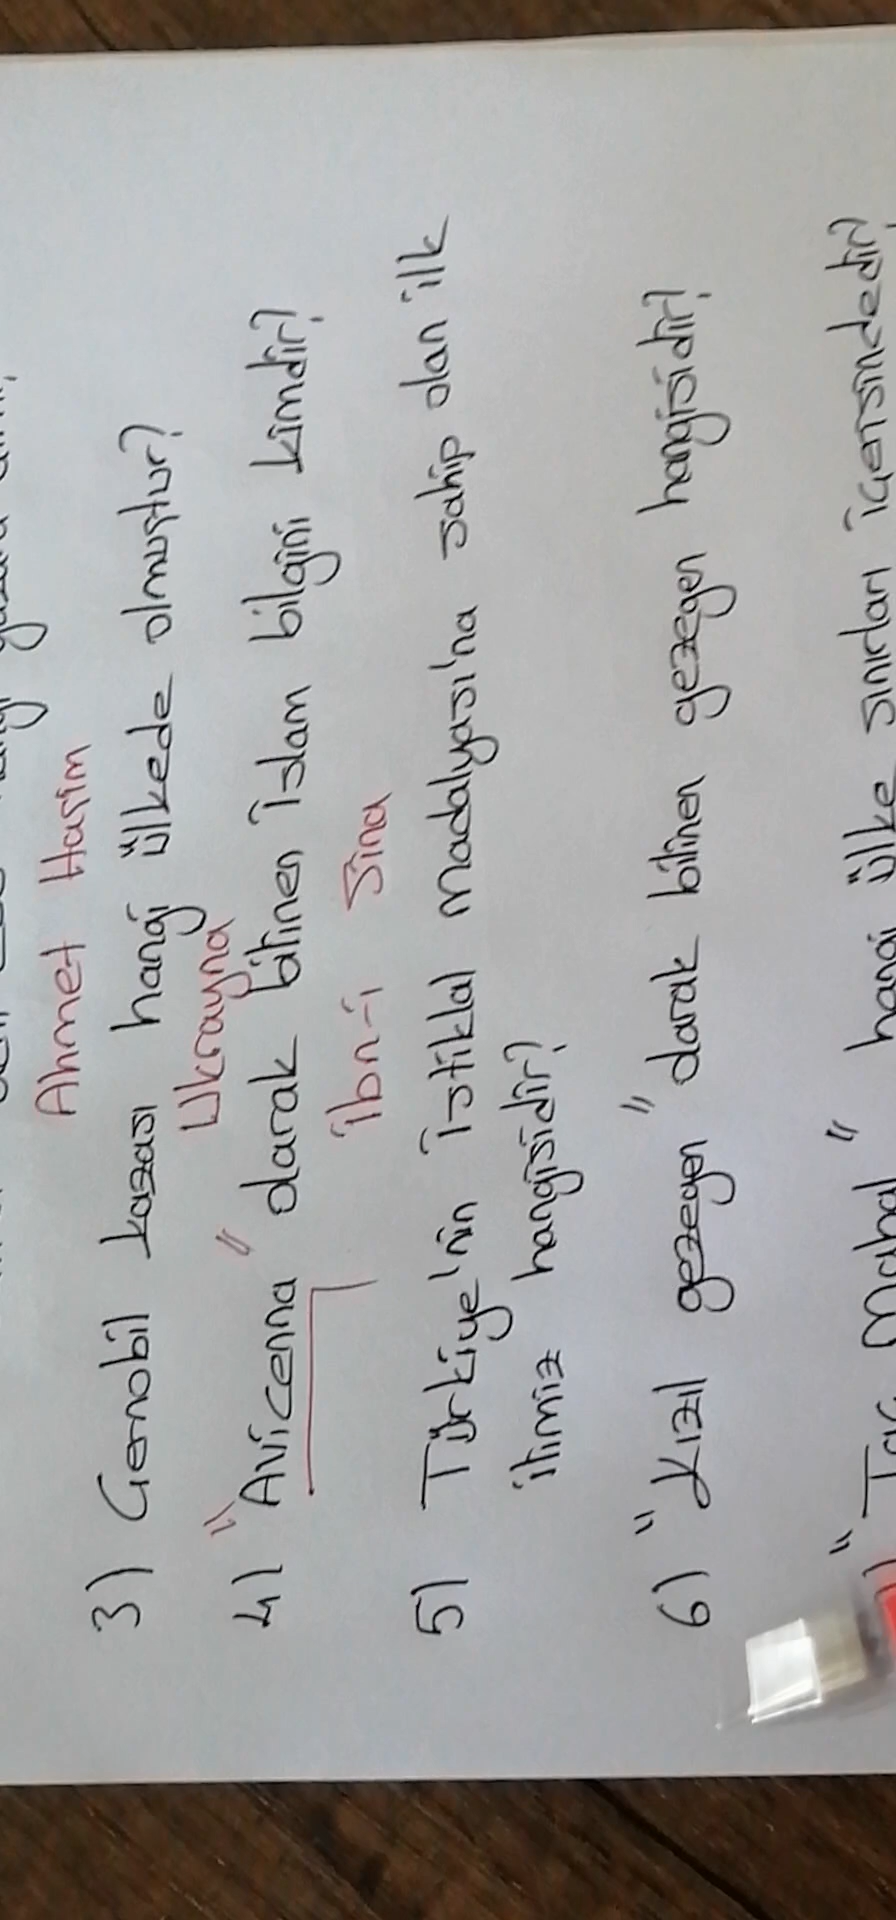 Ahmet Haşim
3) Çernobil kazası hangi ülkede olmuştur?
Ukrayna
4) "Avicenna" olarak bilinen İslam bilgini kimdir?
İbn-i Sina
5) Türkiye'nin İstiklal madalyası'na sahip olan ilk
ilimiz hangisidir?
6) "Kızıl gezegen" olarak bilinen gezegen hangisidir?
" Taç Mahal " hangi ülke sınırları içersindedir?